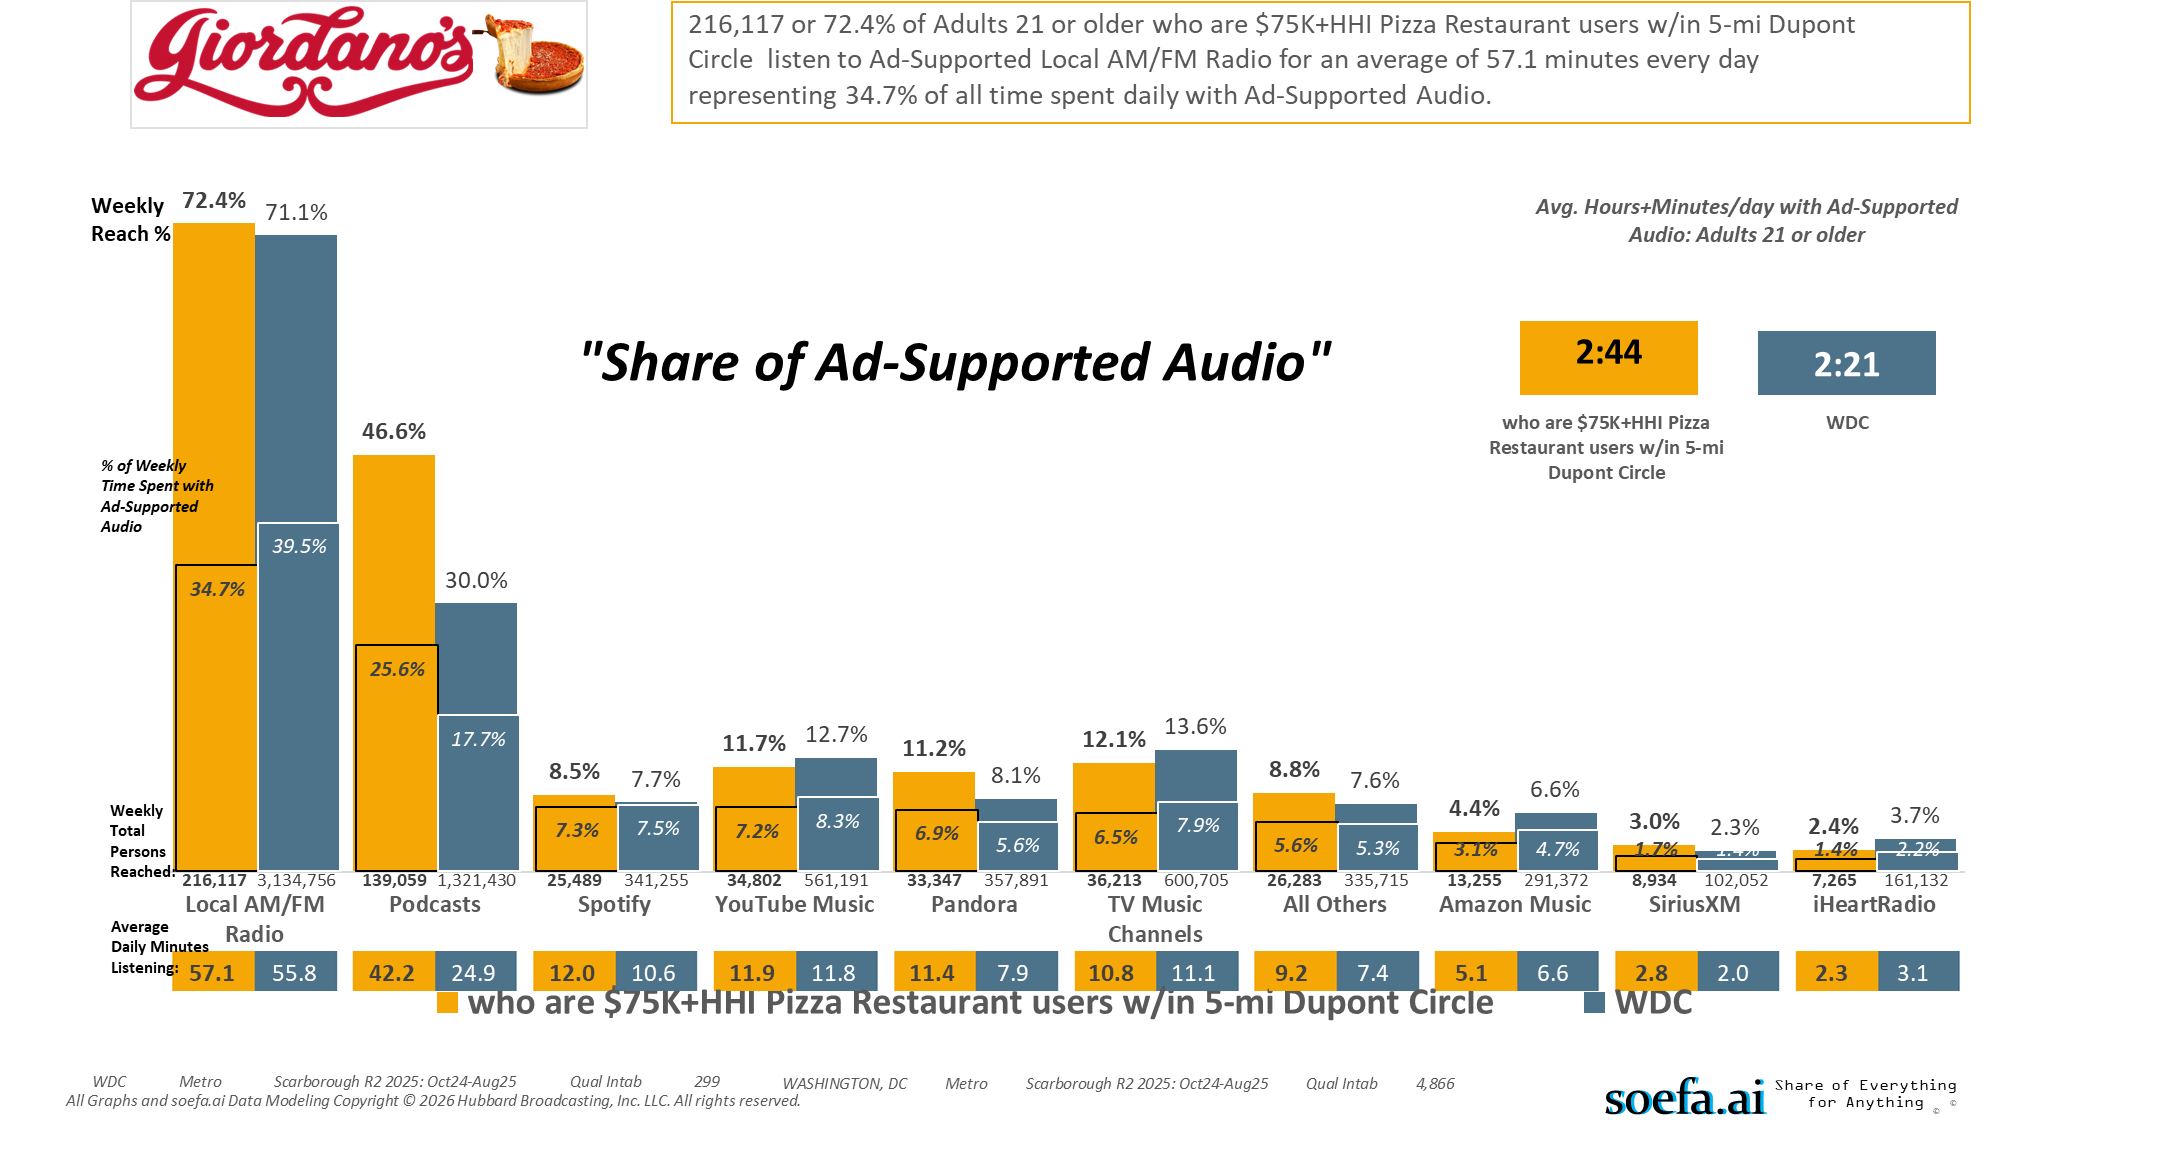 Giordano's
216,117 or 72.4% of Adults 21 or older who are $75K+HHI Pizza Restaurant users w/in 5-mi Dupont
Circle  listen to Ad-Supported Local AM/FM Radio for an average of 57.1 minutes every day
representing 34.7% of all time spent daily with Ad-Supported Audio.
Weekly
Reach %
72.4% 71.1%
46.6% 30.0%
8.5% 7.7%
11.7% 12.7%
11.2% 8.1%
12.1% 13.6%
8.8% 7.6%
4.4% 6.6%
3.0% 2.3%
2.4% 3.7%
"Share of Ad-Supported Audio"
Avg. Hours+Minutes/day with Ad-Supported
Audio: Adults 21 or older
2:44 2:21
who are $75K+HHI Pizza
Restaurant users w/in 5-mi
Dupont Circle
WDC
% of Weekly
Time Spent with
Ad-Supported
Audio
34.7% 39.5%
25.6% 17.7%
7.3% 7.5%
7.2% 8.3%
6.9% 5.6%
6.5% 7.9%
5.6% 5.3%
3.1% 4.7%
1.7% 1.4%
1.4% 2.2%
Weekly
Total
Persons
Reached:
216,117 3,134,756 139,059 1,321,430 25,489 341,255 34,802 561,191 33,347 357,891 36,213 600,705 26,283 335,715 13,255 291,372 8,934 102,052 7,265 161,132
Local AM/FM
Radio
Podcasts
Spotify
YouTube Music
Pandora
TV Music
Channels
All Others
Amazon Music
SiriusXM
iHeartRadio
Average
Daily Minutes
Listening:
57.1 55.8 42.2 24.9 12.0 10.6 11.9 11.8 11.4 7.9 10.8 11.1 9.2 7.4 5.1 6.6 2.8 2.0 2.3 3.1
who are $75K+HHI Pizza Restaurant users w/in 5-mi Dupont Circle WDC
WDC Metro Scarborough R2 2025: Oct24-Aug25 Qual Intab 299 WASHINGTON, DC Metro Scarborough R2 2025: Oct24-Aug25 Qual Intab 4,866
All Graphs and soefa.ai Data Modeling Copyright © 2026 Hubbard Broadcasting, Inc. LLC. All rights reserved.
soefa.ai
Share of Everything
for Anything © ©